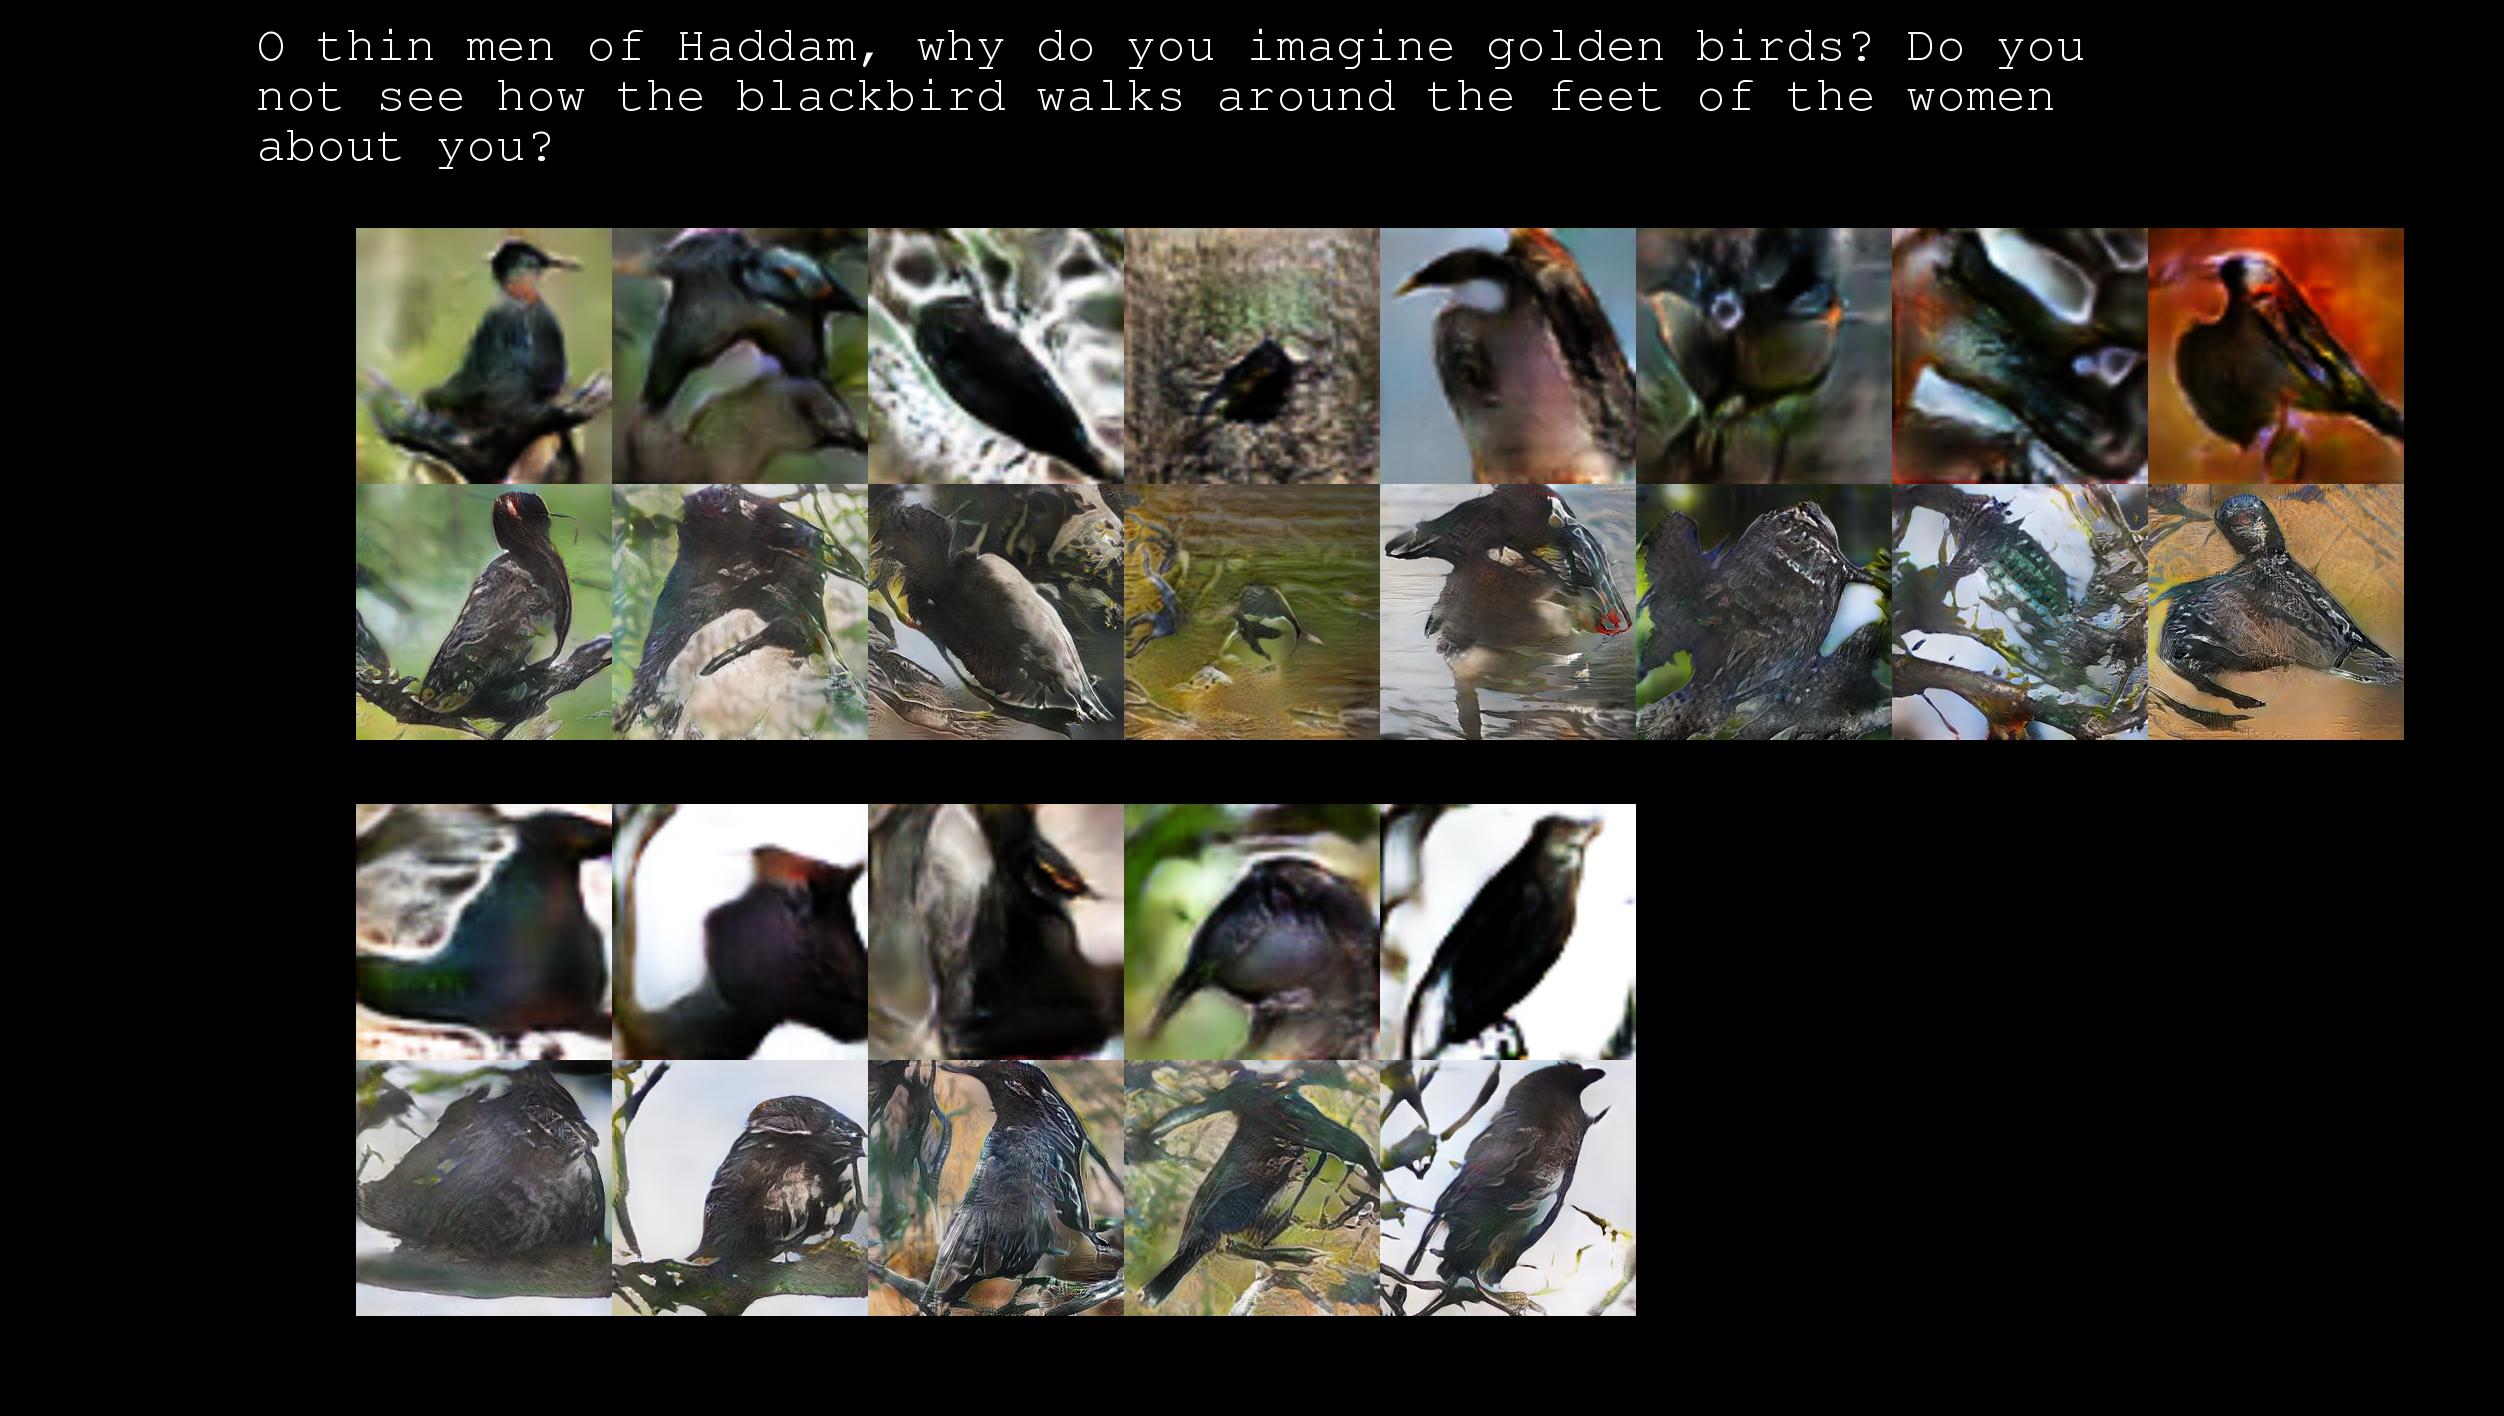 O thin men of Haddam, why do you imagine golden birds? Do you
not see how the blackbird walks around the feet of the women
about you?